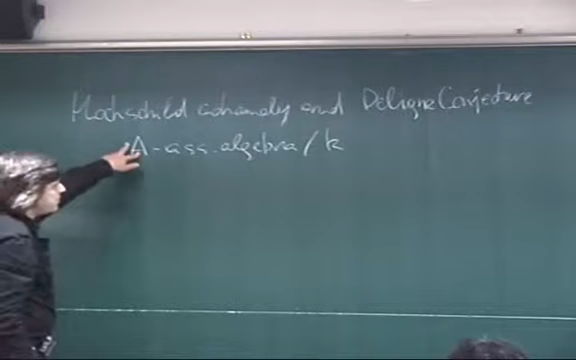 Hochschild cohomology and Deligne Conjecture
A - ass. algebra / k